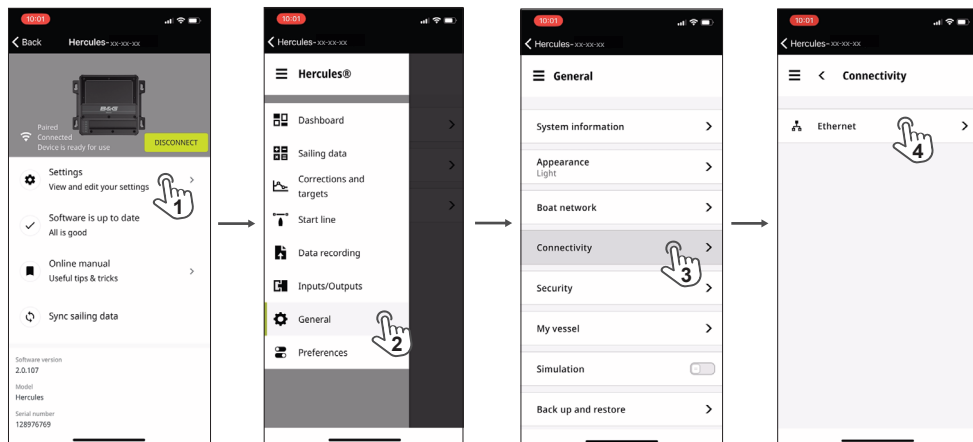 10:01
Back Hercules- xx-xx-xx
B&G
Paired
Connected
Device is ready for use
DISCONNECT
Settings
View and edit your settings
1
Software is up to date
All is good
Online manual
Useful tips & tricks
Sync sailing data
Software version
2.0.107
Model
Hercules
Serial number
128976769
10:01
Hercules- xx-xx-xx
Hercules®
Dashboard
Sailing data
Corrections and
targets
Start line
Data recording
Inputs/Outputs
General
2
Preferences
10:01
Hercules- xx-xx-xx
General
System information
Appearance
Light
Boat network
Connectivity
3
Security
My vessel
Simulation
Back up and restore
10:01
Hercules- xx-xx-xx
Connectivity
Ethernet
4